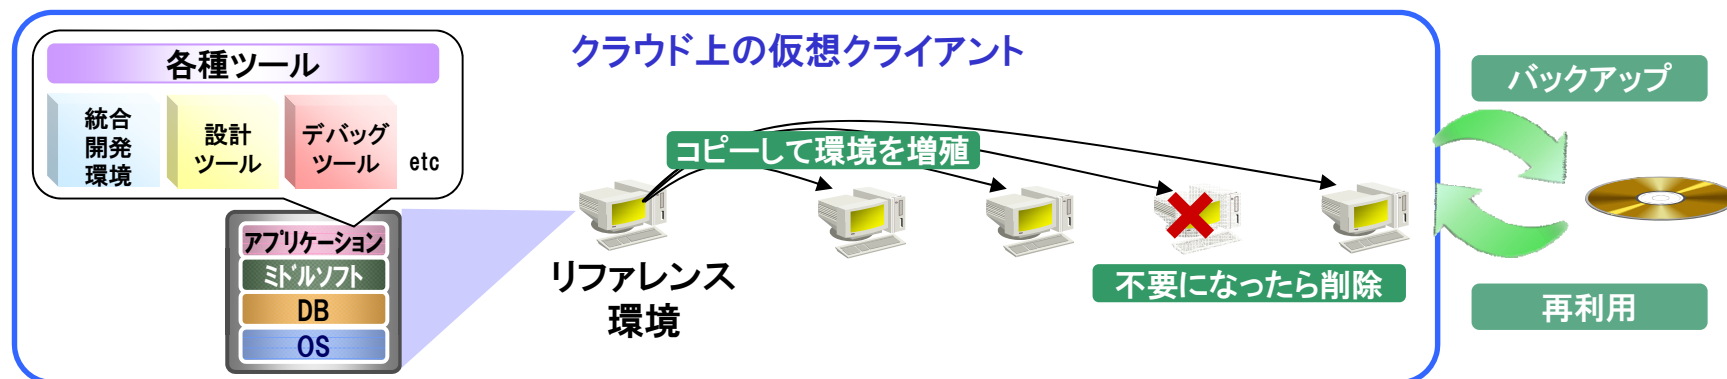 クラウド上の仮想クライアント
各種ツール
統合
開発
環境
設計
ツール
デバッグ
ツール
etc
アプリケーション
ミドルソフト
DB
OS
リファレンス
環境
コピーして環境を増殖
不要になったら削除
バックアップ
再利用